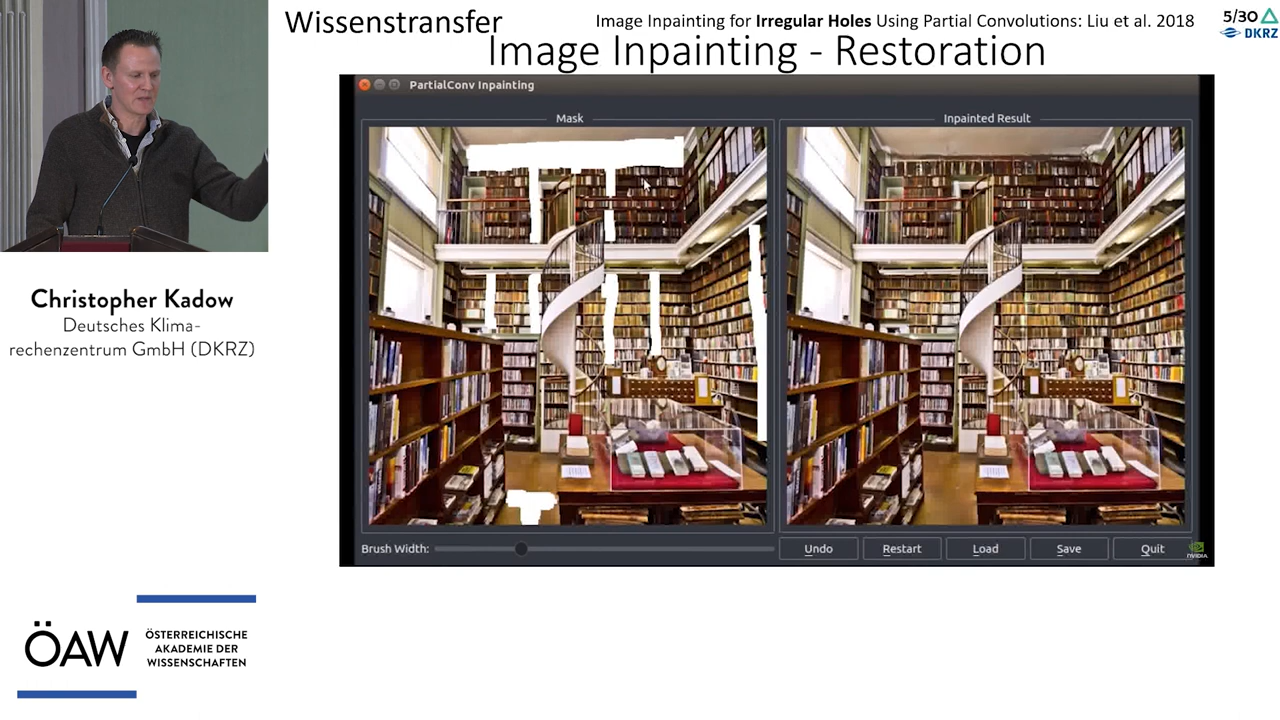 Wissenstransfer
Image Inpainting for Irregular Holes Using Partial Convolutions: Liu et al. 2018
5/30
DKRZ
Image Inpainting - Restoration
PartialConv Inpainting
Mask
Inpainted Result
Brush Width:
Undo
Restart
Load
Save
Quit
NVIDIA
Christopher Kadow
Deutsches Klima-
rechenzentrum GmbH (DKRZ)
ÖAW
ÖSTERREICHISCHE
AKADEMIE DER
WISSENSCHAFTEN